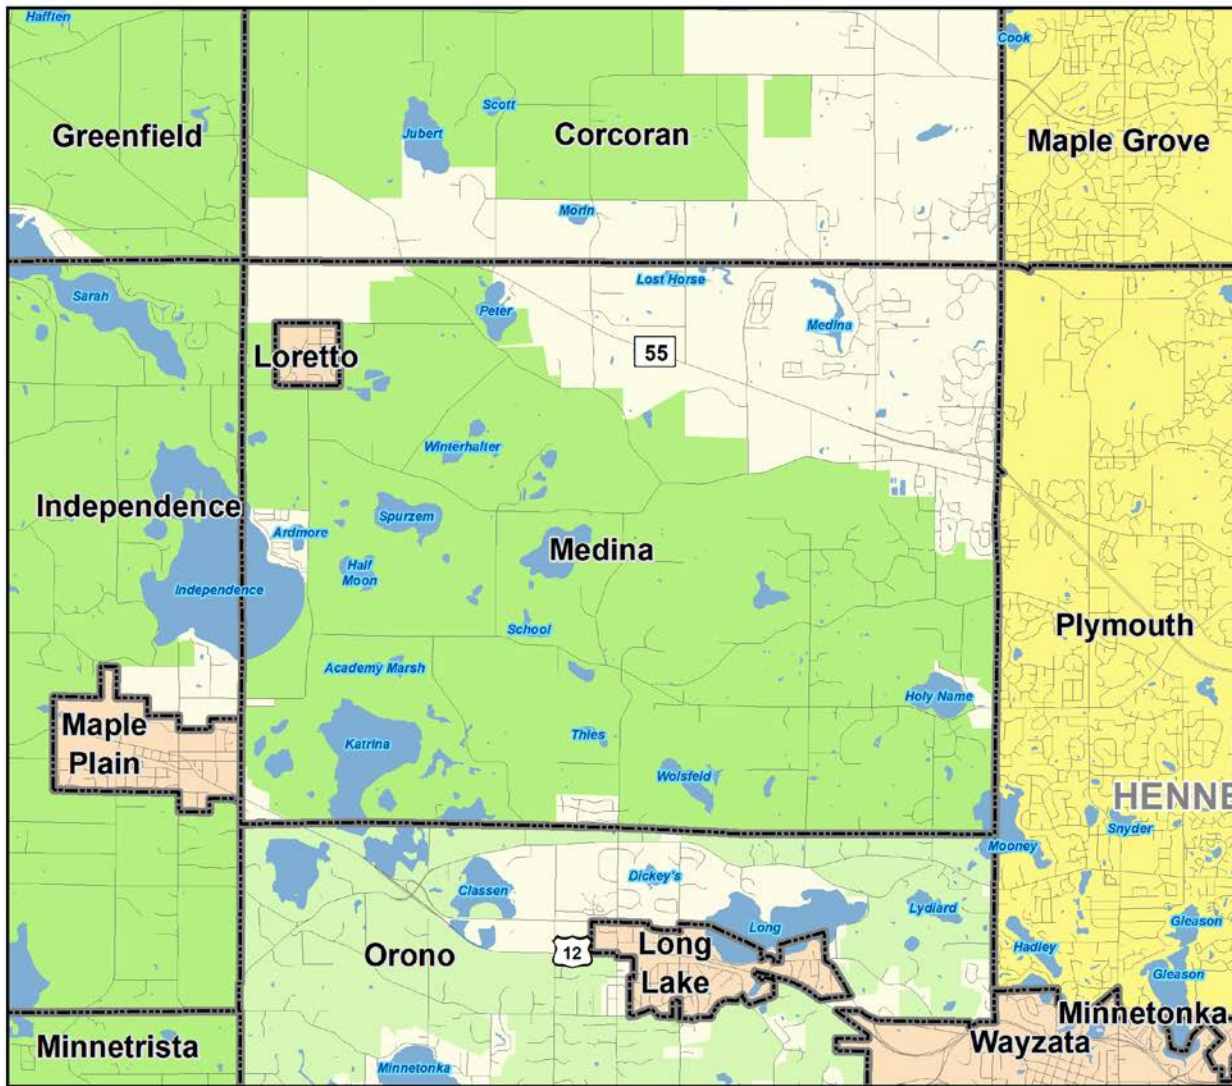 Haften
Cook
Greenfield
Jubert
Scott
Corcoran
Maple Grove
Morin
Sarah
Peter
Lost Horse
Medina
Loretto
55
Winterhalter
Independence
Ardmore
Spurzem
Medina
Half
Moon
Independence
School
Plymouth
Academy Marsh
Holy Name
Maple
Plain
Katrina
Thies
Wolsfeld
HENNE
Snyder
Mooney
Classen
Dickey's
Lydiard
Gleason
Orono
12
Long
Lake
Long
Hadley
Gleason
Minnetonka
Minnetrista
Wayzata
Minnetonka